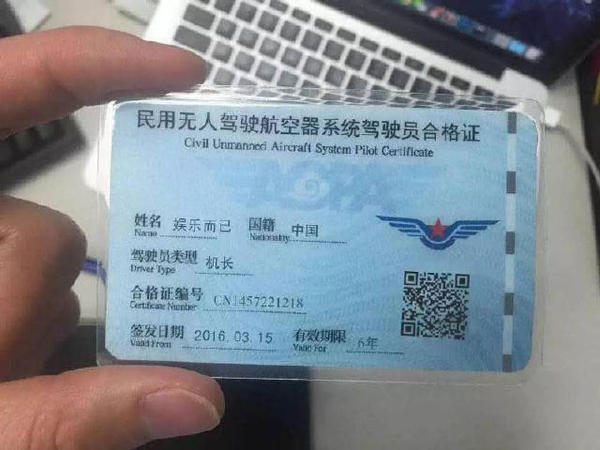 民用无人驾驶航空器系统驾驶员合格证
Civil Unmanned Aircraft System Pilot Certificate
AOPA
姓名 娱乐而已 国籍 中国
Name Nationality
驾驶员类型 机长
Driver Type
合格证编号 CN1457221218
Certificate Number
签发日期 2016.03.15 有效期限 6年
Vaild From Valie For